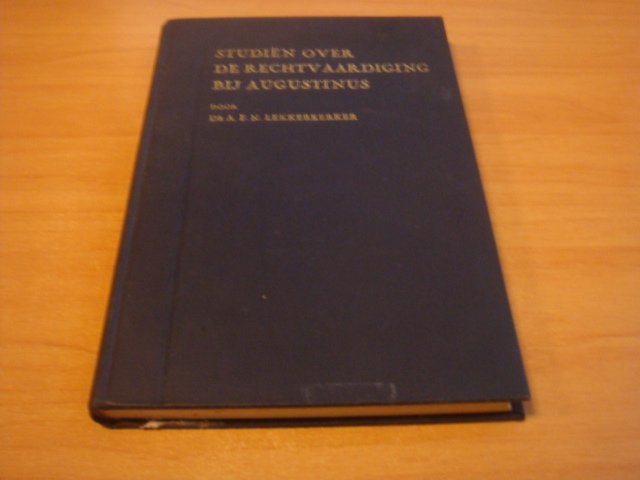 STUDIËN OVER
DE RECHTVAARDIGING
BIJ AUGUSTINUS
DOOR
DR A. F. N. LEKKERKERKER